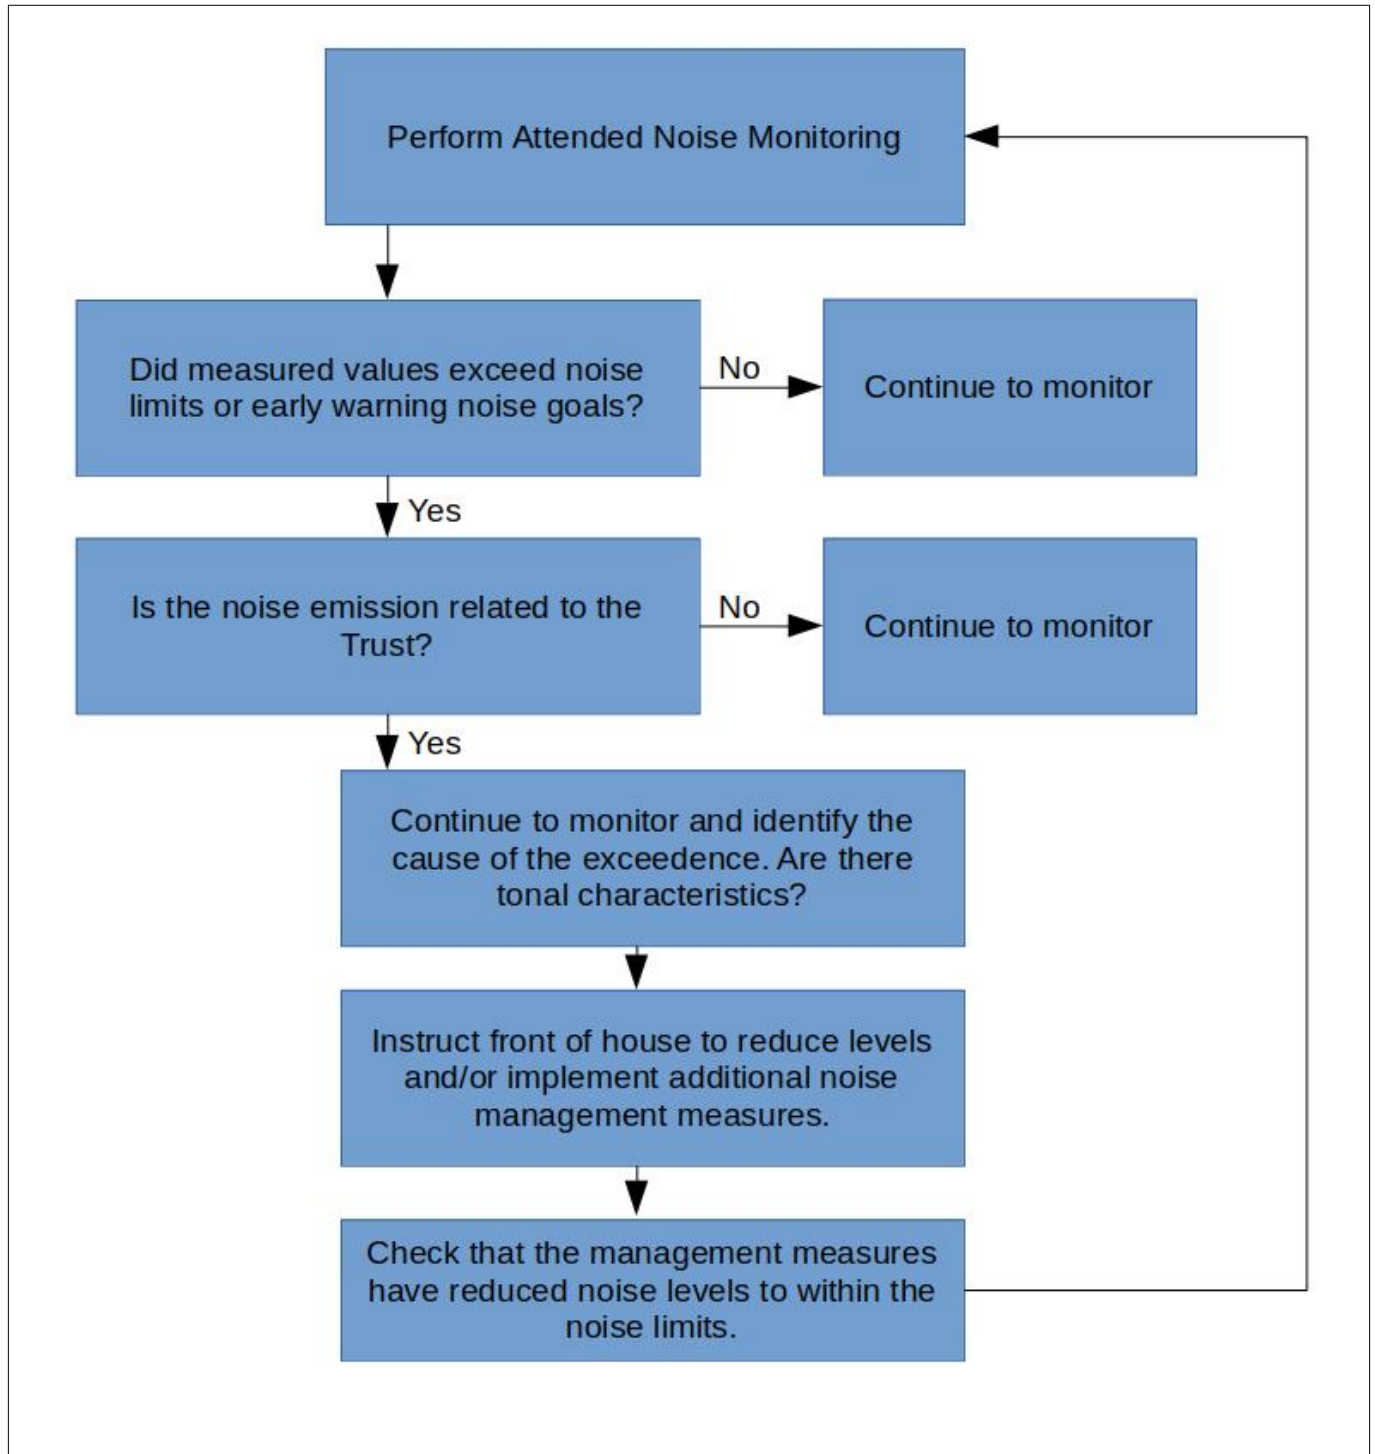 Perform Attended Noise Monitoring
Did measured values exceed noise
limits or early warning noise goals?
No
Continue to monitor
Yes
Is the noise emission related to the
Trust?
No
Continue to monitor
Yes
Continue to monitor and identify the
cause of the exceedence. Are there
tonal characteristics?
Instruct front of house to reduce levels
and/or implement additional noise
management measures.
Check that the management measures
have reduced noise levels to within the
noise limits.